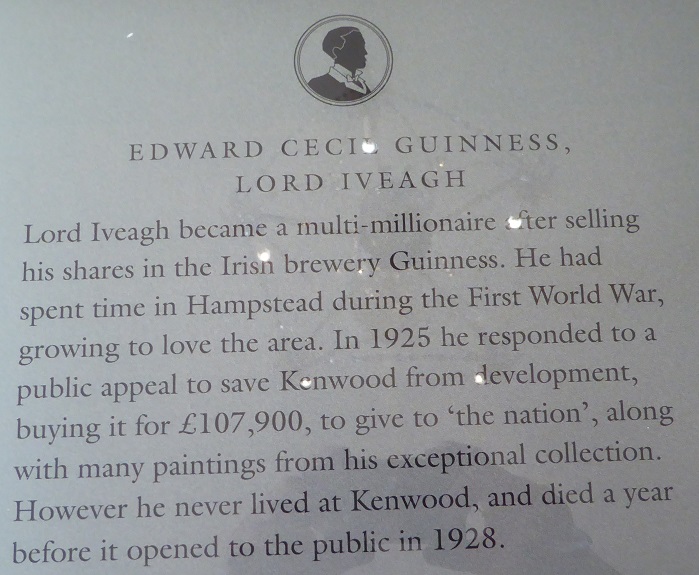 EDWARD CECIL GUINNESS,
LORD IVEAGH
Lord Iveagh became a multi-millionaire after selling
his shares in the Irish brewery Guinness. He had
spent time in Hampstead during the First World War,
growing to love the area. In 1925 he responded to a
public appeal to save Kenwood from development,
buying it for £107,900, to give to ‘the nation’, along
with many paintings from his exceptional collection.
However he never lived at Kenwood, and died a year
before it opened to the public in 1928.